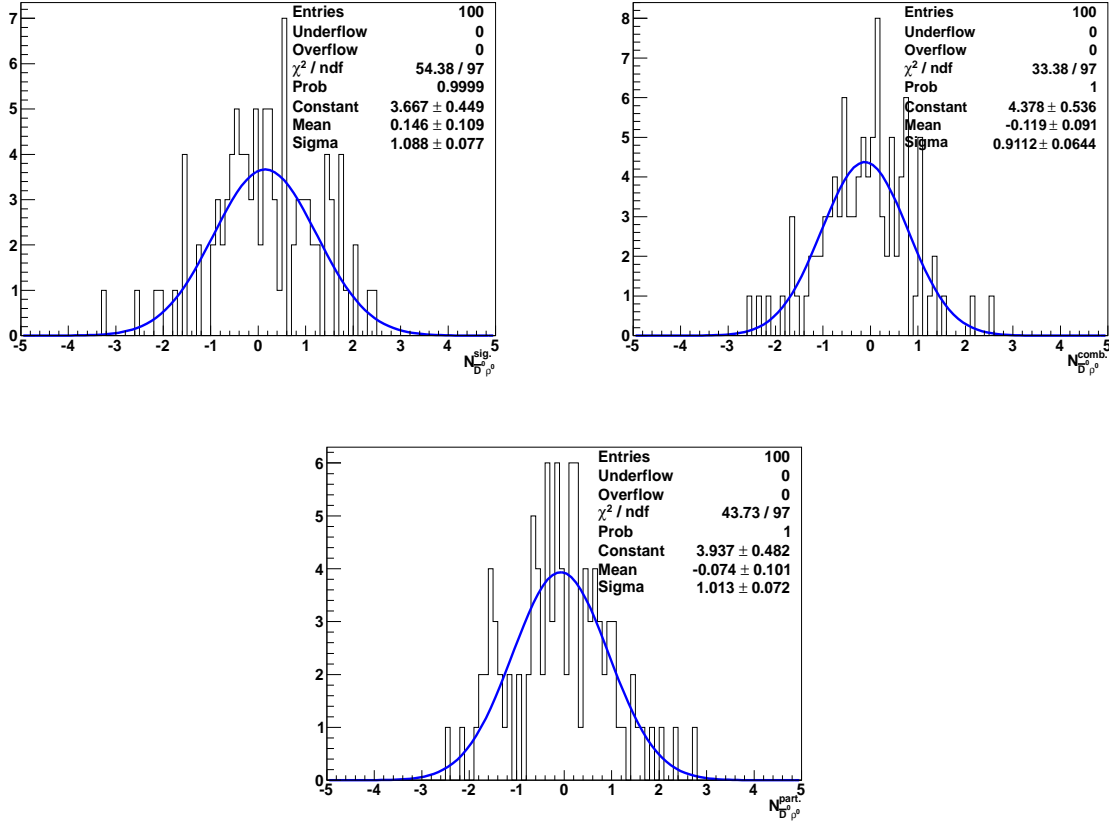 Entries 100
Underflow 0
Overflow 0
χ² / ndf 54.38 / 97
Prob 0.9999
Constant 3.667 ± 0.449
Mean 0.146 ± 0.109
Sigma 1.088 ± 0.077
7
6
5
4
3
2
1
0
-5 -4 -3 -2 -1 0 1 2 3 4 5
N^{sig.}_{D̅⁰ρ⁰}
Entries 100
Underflow 0
Overflow 0
χ² / ndf 33.38 / 97
Prob 1
Constant 4.378 ± 0.536
Mean -0.119 ± 0.091
Sigma 0.9112 ± 0.0644
8
7
6
5
4
3
2
1
0
-5 -4 -3 -2 -1 0 1 2 3 4 5
N^{comb.}_{D̅⁰ρ⁰}
Entries 100
Underflow 0
Overflow 0
χ² / ndf 43.73 / 97
Prob 1
Constant 3.937 ± 0.482
Mean -0.074 ± 0.101
Sigma 1.013 ± 0.072
6
5
4
3
2
1
0
-5 -4 -3 -2 -1 0 1 2 3 4 5
N^{part.}_{D̅⁰ρ⁰}